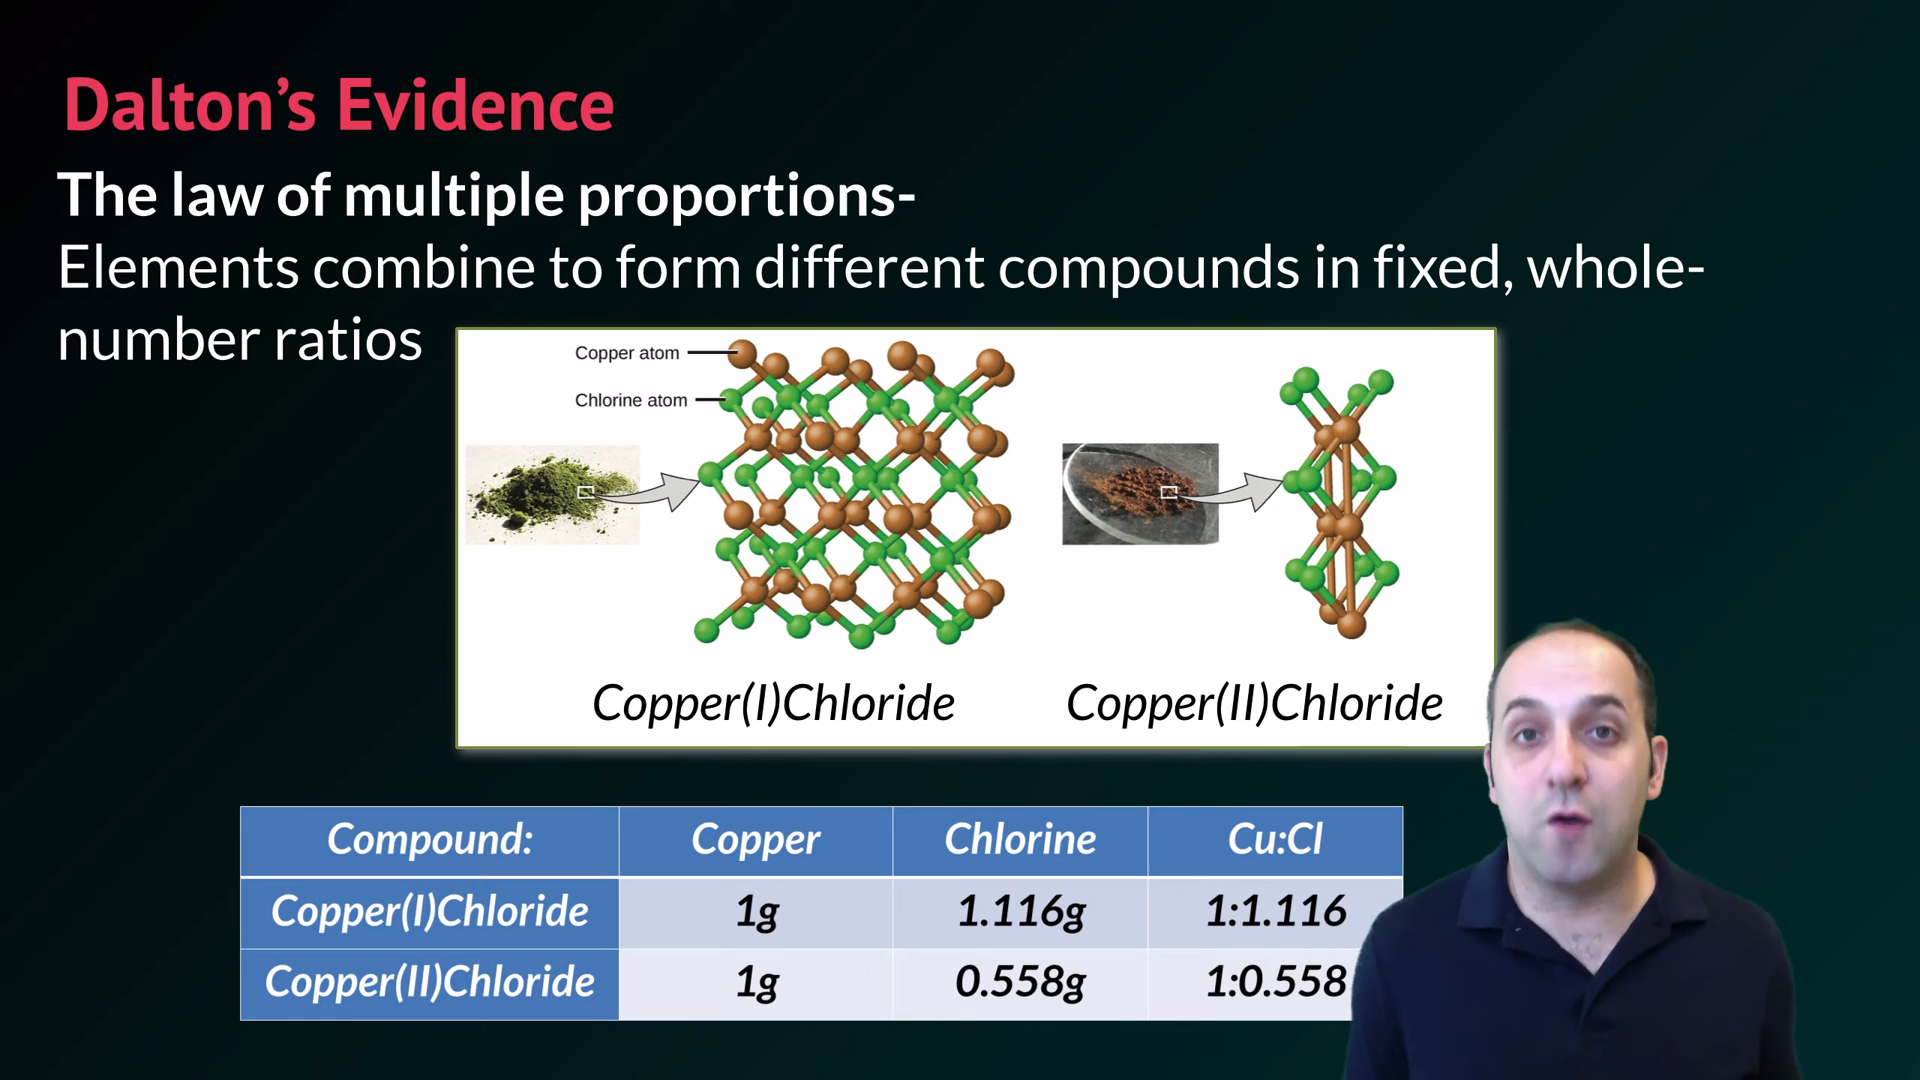 Dalton’s Evidence
The law of multiple proportions-
Elements combine to form different compounds in fixed, whole-
number ratios
Copper atom
Chlorine atom
Copper(I)Chloride
Copper(II)Chloride
Compound: Copper Chlorine Cu:Cl
Copper(I)Chloride 1g 1.116g 1:1.116
Copper(II)Chloride 1g 0.558g 1:0.558